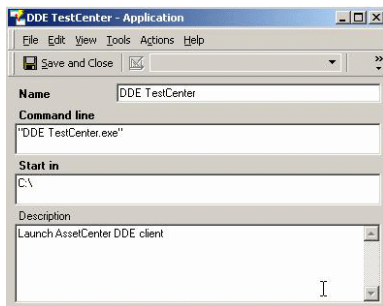 DDE TestCenter - Application
File Edit View Tools Actions Help
Save and Close
Name DDE TestCenter
Command line
"DDE TestCenter.exe"
Start in
C:\
Description
Launch AssetCenter DDE client